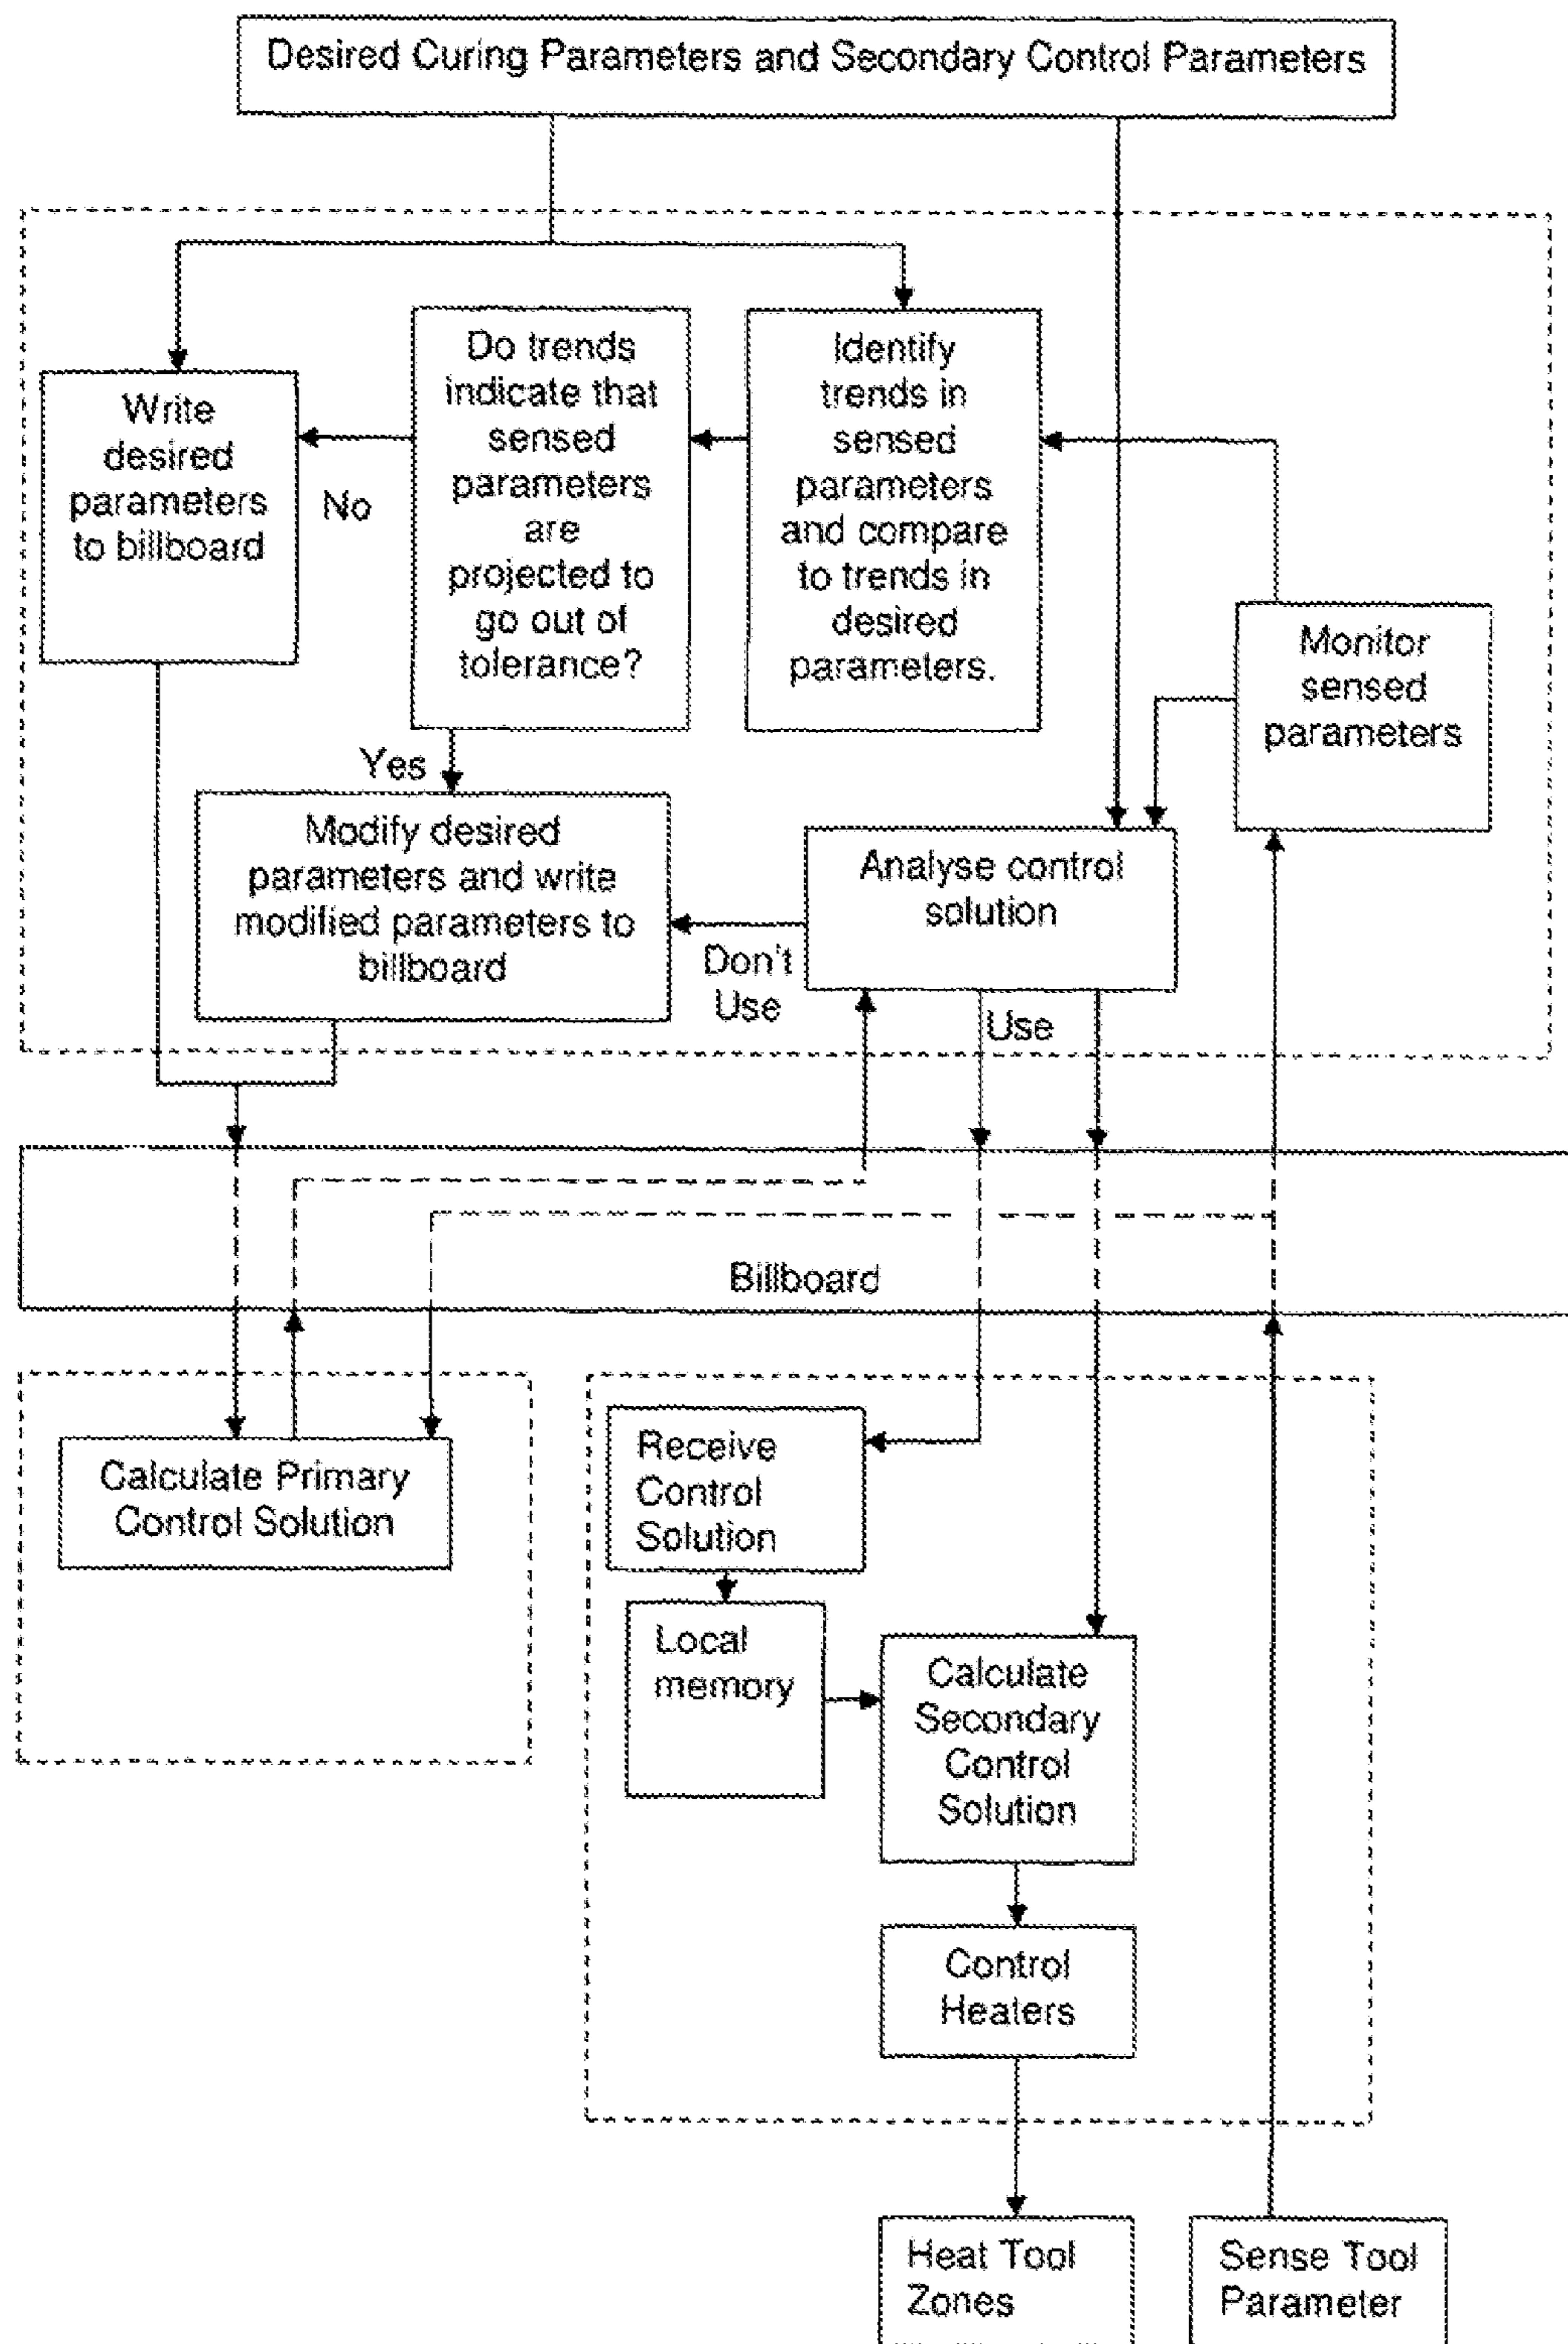 Desired Curing Parameters and Secondary Control Parameters
Write
desired
parameters
to billboard
No
Do trends
indicate that
sensed
parameters
are
projected to
go out of
tolerance?
Identify
trends in
sensed
parameters
and compare
to trends in
desired
parameters.
Monitor
sensed
parameters
Yes
Modify desired
parameters and write
modified parameters to
billboard
Don't
Use
Analyse control
solution
Use
Billboard
Calculate Primary
Control Solution
Receive
Control
Solution
Local
memory
Calculate
Secondary
Control
Solution
Control
Heaters
Heat Tool
Zones
Sense Tool
Parameter